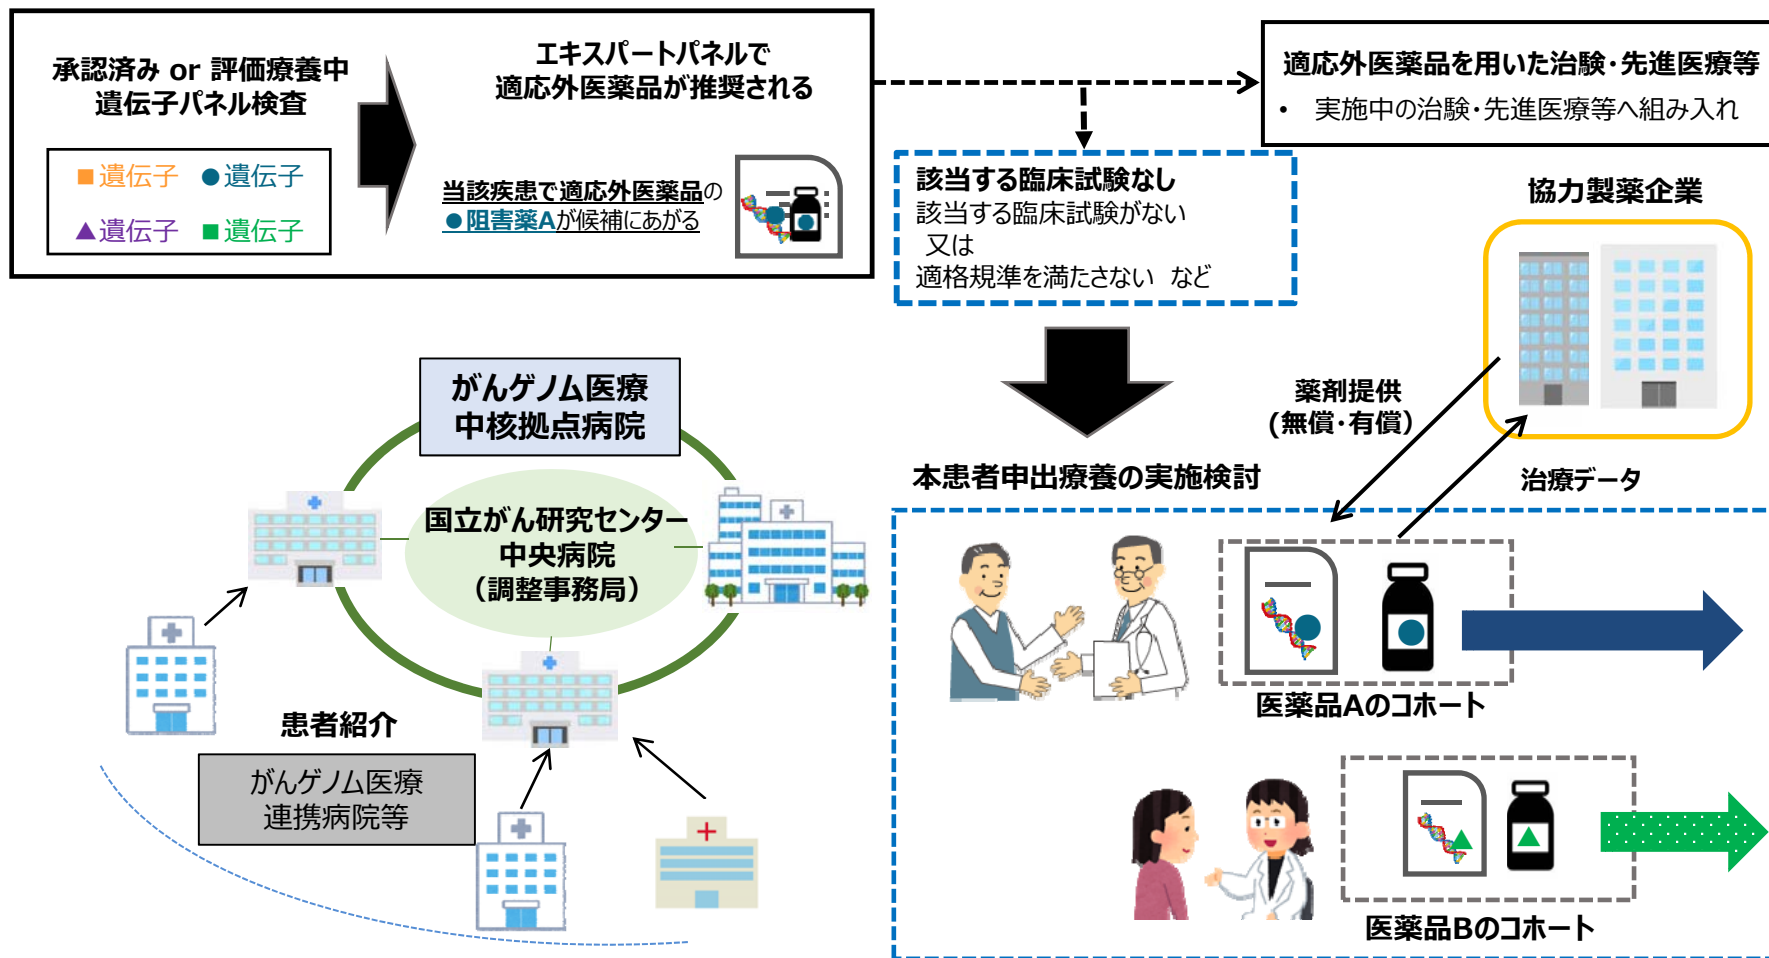 承認済み or 評価療養中
遺伝子パネル検査
■遺伝子 ●遺伝子
▲遺伝子 ■遺伝子
エキスパートパネルで
適応外医薬品が推奨される
当該疾患で適応外医薬品の
●阻害薬Aが候補にあがる
適応外医薬品を用いた治験・先進医療等
• 実施中の治験・先進医療等へ組み入れ
該当する臨床試験なし
該当する臨床試験がない
又は
適格規準を満たさない など
協力製薬企業
薬剤提供
(無償・有償)
治療データ
がんゲノム医療
中核拠点病院
国立がん研究センター
中央病院
(調整事務局)
患者紹介
がんゲノム医療
連携病院等
本患者申出療養の実施検討
医薬品Aのコホート
医薬品Bのコホート